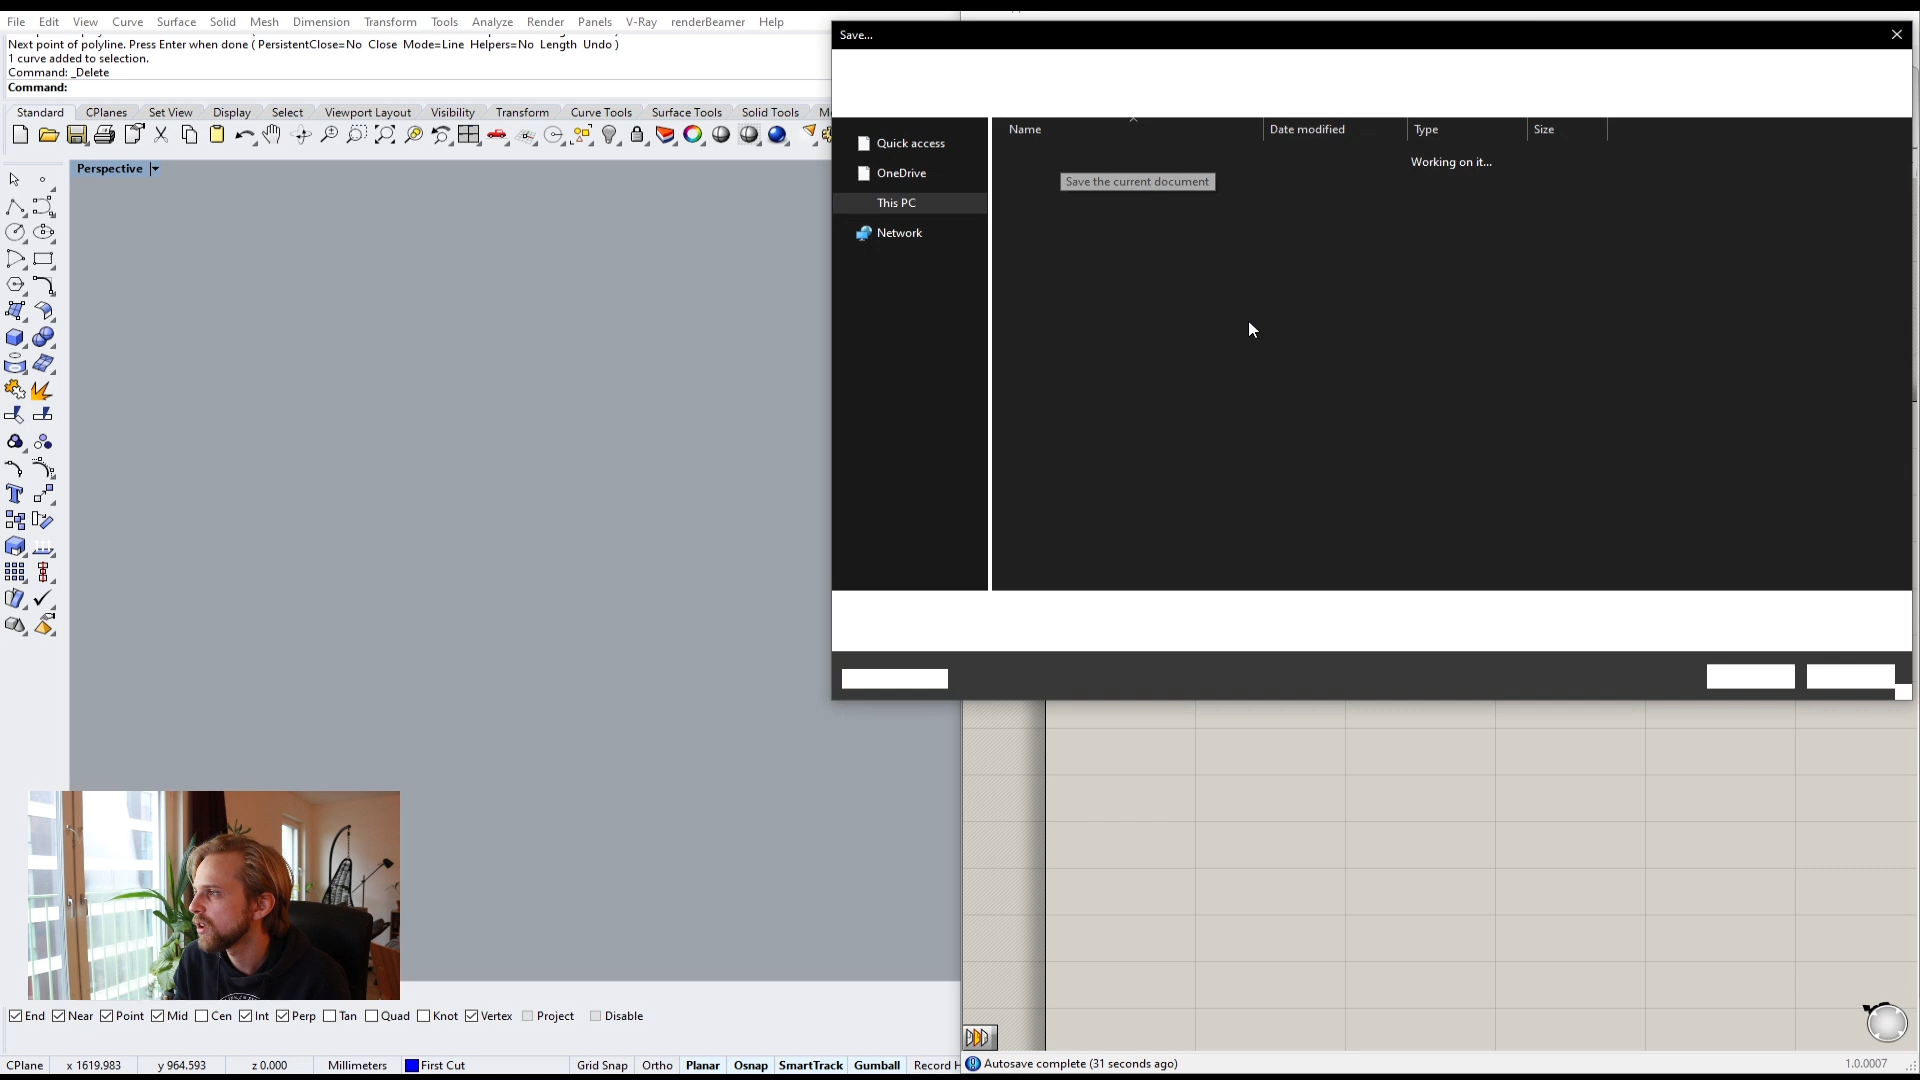 File Edit View Curve Surface Solid Mesh Dimension Transform Tools Analyze Render Panels V-Ray renderBeamer Help
Next point of polyline. Press Enter when done ( PersistentClose=No Close Mode=Line Helpers=No Length Undo )
1 curve added to selection.
Command: _Delete
Command:
Standard CPlanes Set View Display Select Viewport Layout Visibility Transform Curve Tools Surface Tools Solid Tools M
Perspective
Save...
Name Date modified Type Size
Working on it...
Save the current document
Quick access
OneDrive
This PC
Network
End Near Point Mid Cen Int Perp Tan Quad Knot Vertex Project Disable
CPlane x 1619.983 y 964.593 z 0.000 Millimeters First Cut Grid Snap Ortho Planar Osnap SmartTrack Gumball Record H
Autosave complete (31 seconds ago)
1.0.0007